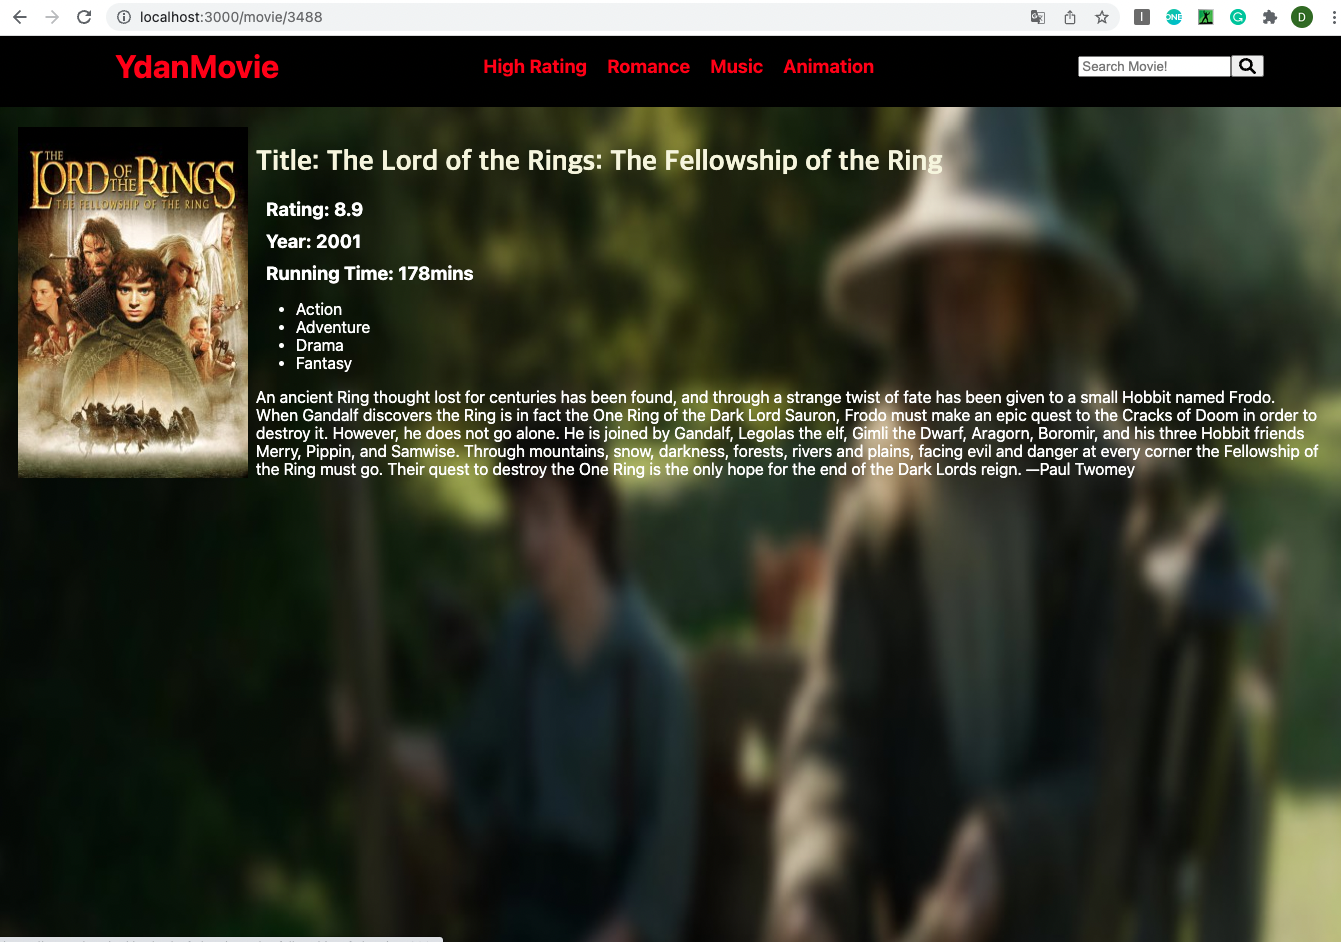 localhost:3000/movie/3488
ONE
G
D
YdanMovie
High Rating Romance Music Animation
Search Movie!
THE
LORD OF THE RINGS
THE FELLOWSHIP OF THE RING
Title: The Lord of the Rings: The Fellowship of the Ring
Rating: 8.9
Year: 2001
Running Time: 178mins
• Action
• Adventure
• Drama
• Fantasy
An ancient Ring thought lost for centuries has been found, and through a strange twist of fate has been given to a small Hobbit named Frodo.
When Gandalf discovers the Ring is in fact the One Ring of the Dark Lord Sauron, Frodo must make an epic quest to the Cracks of Doom in order to
destroy it. However, he does not go alone. He is joined by Gandalf, Legolas the elf, Gimli the Dwarf, Aragorn, Boromir, and his three Hobbit friends
Merry, Pippin, and Samwise. Through mountains, snow, darkness, forests, rivers and plains, facing evil and danger at every corner the Fellowship of
the Ring must go. Their quest to destroy the One Ring is the only hope for the end of the Dark Lords reign. —Paul Twomey